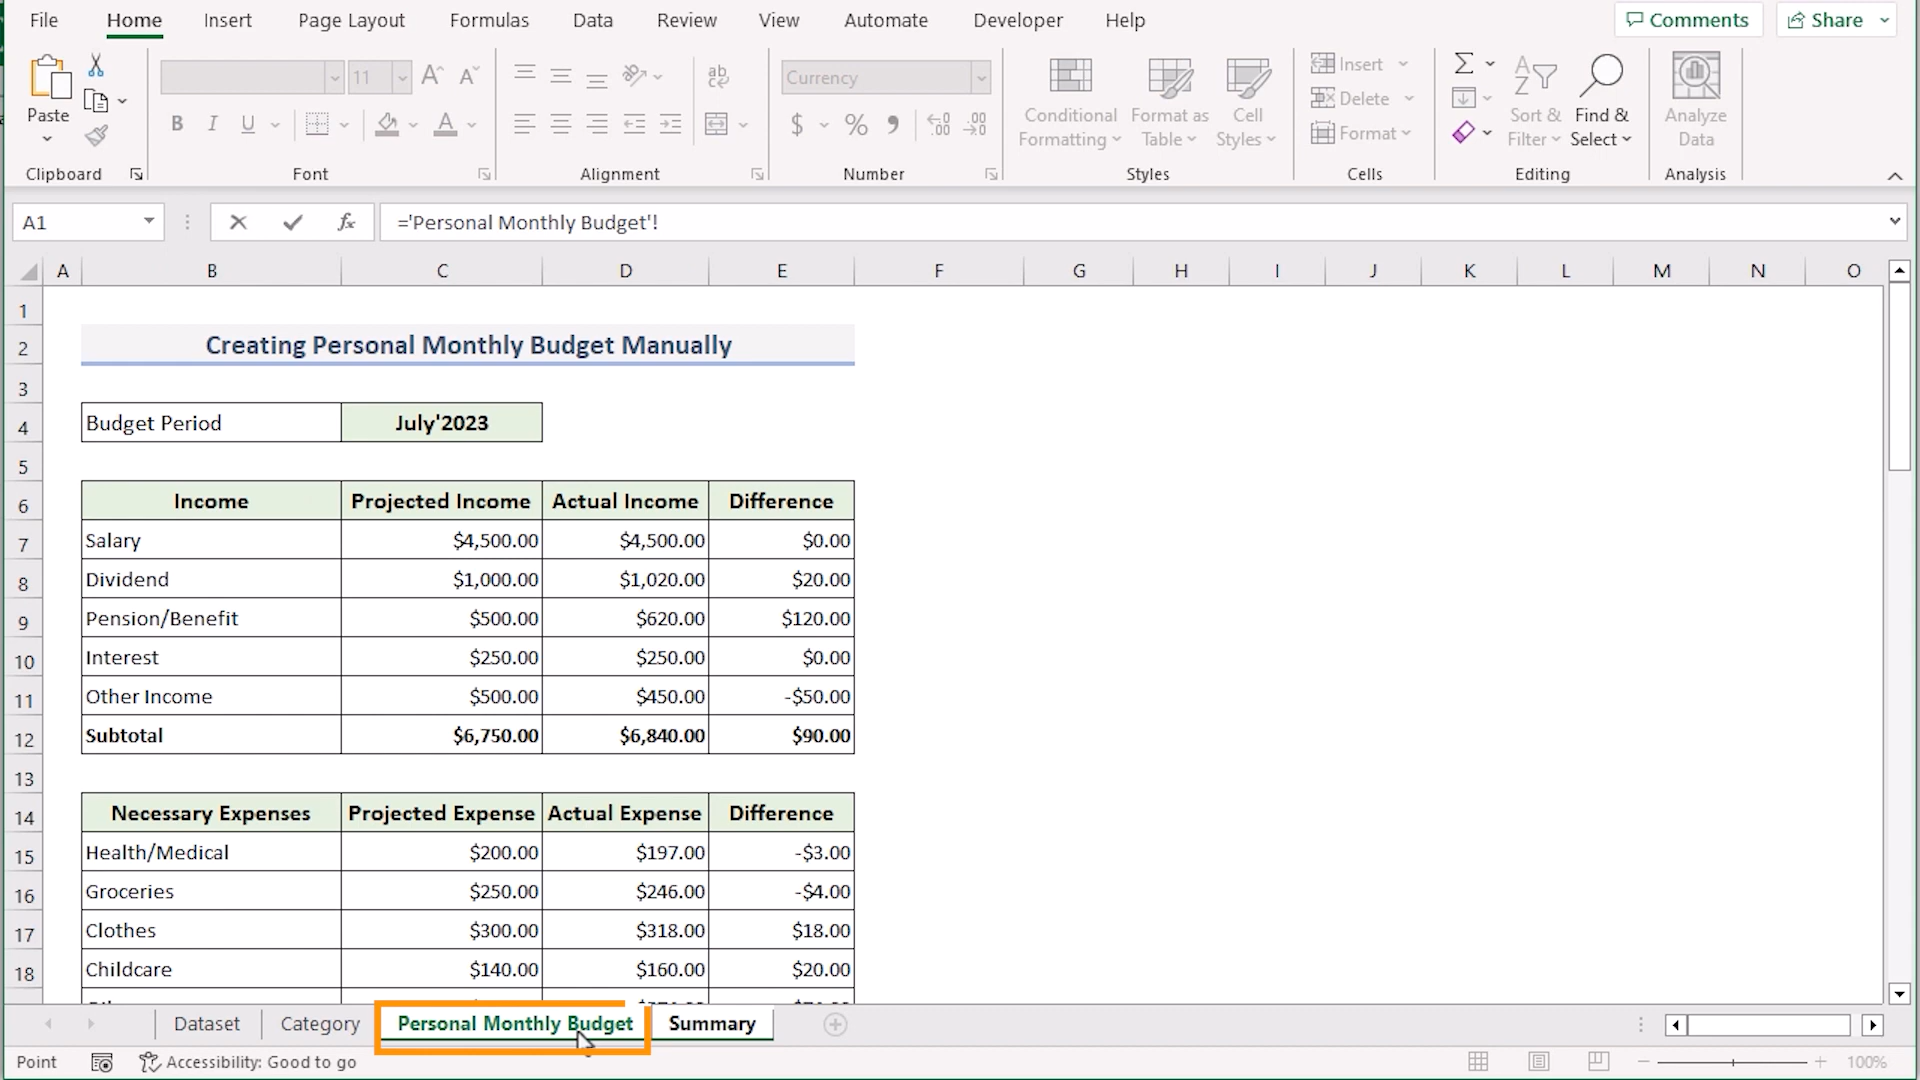 File Home Insert Page Layout Formulas Data Review View Automate Developer Help Comments Share
Paste
11
Currency
Conditional Formatting
Format as Table
Cell Styles
Insert
Delete
Format
Sort & Filter
Find & Select
Analyze Data
Clipboard Font Alignment Number Styles Cells Editing Analysis
A1 ='Personal Monthly Budget'!
A B C D E F G H I J K L M N O
1
2 Creating Personal Monthly Budget Manually
3
4 Budget Period July'2023
5
6 Income Projected Income Actual Income Difference
7 Salary $4,500.00 $4,500.00 $0.00
8 Dividend $1,000.00 $1,020.00 $20.00
9 Pension/Benefit $500.00 $620.00 $120.00
10 Interest $250.00 $250.00 $0.00
11 Other Income $500.00 $450.00 -$50.00
12 Subtotal $6,750.00 $6,840.00 $90.00
13
14 Necessary Expenses Projected Expense Actual Expense Difference
15 Health/Medical $200.00 $197.00 -$3.00
16 Groceries $250.00 $246.00 -$4.00
17 Clothes $300.00 $318.00 $18.00
18 Childcare $140.00 $160.00 $20.00
Dataset Category Personal Monthly Budget Summary
Point Accessibility: Good to go 100%